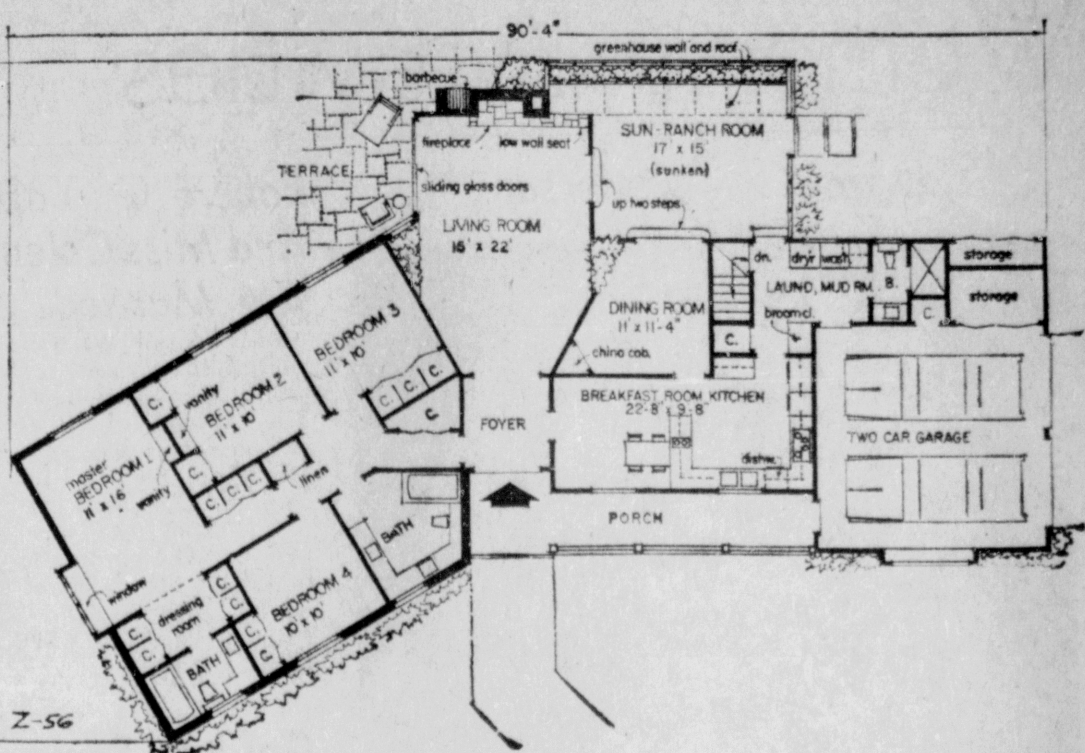 90'-4"
greenhouse wall and roof
barbecue
fireplace
low wall seat
SUN-RANCH ROOM
17' x 15'
(sunken)
TERRACE
sliding glass doors
up two steps
LIVING ROOM
16' x 22'
dn.
dryr
wash.
storage
LAUND, MUD RM.
B.
storage
DINING ROOM
11' x 11'-4"
broom cl.
C.
C.
china cab.
BEDROOM 3
11' x 10'
C.
C.
C.
C
vanity
C.
BEDROOM 2
11' x 10'
FOYER
BREAKFAST ROOM, KITCHEN
22'-8" x 9'-8"
TWO CAR GARAGE
dishw.
master
BEDROOM 1
11' x 16'
vanity
C.
C.
C.
C.
linen
PORCH
BATH
window
C.
C.
dressing
room
BEDROOM 4
10' x 10'
C.
C.
C.
C.
BATH
Z-56